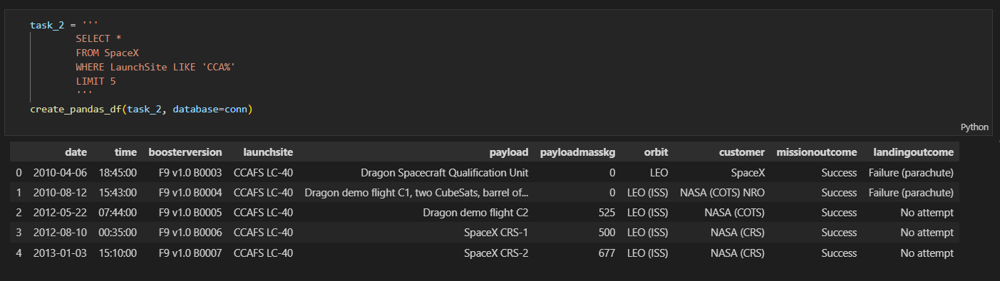 task_2 = '''
SELECT *
FROM SpaceX
WHERE LaunchSite LIKE 'CCA%'
LIMIT 5
'''
create_pandas_df(task_2, database=conn)
Python
date time boosterversion launchsite payload payloadmasskg orbit customer missionoutcome landingoutcome
0 2010-04-06 18:45:00 F9 v1.0 B0003 CCAFS LC-40 Dragon Spacecraft Qualification Unit 0 LEO SpaceX Success Failure (parachute)
1 2010-08-12 15:43:00 F9 v1.0 B0004 CCAFS LC-40 Dragon demo flight C1, two CubeSats, barrel of... 0 LEO (ISS) NASA (COTS) NRO Success Failure (parachute)
2 2012-05-22 07:44:00 F9 v1.0 B0005 CCAFS LC-40 Dragon demo flight C2 525 LEO (ISS) NASA (COTS) Success No attempt
3 2012-08-10 00:35:00 F9 v1.0 B0006 CCAFS LC-40 SpaceX CRS-1 500 LEO (ISS) NASA (CRS) Success No attempt
4 2013-01-03 15:10:00 F9 v1.0 B0007 CCAFS LC-40 SpaceX CRS-2 677 LEO (ISS) NASA (CRS) Success No attempt